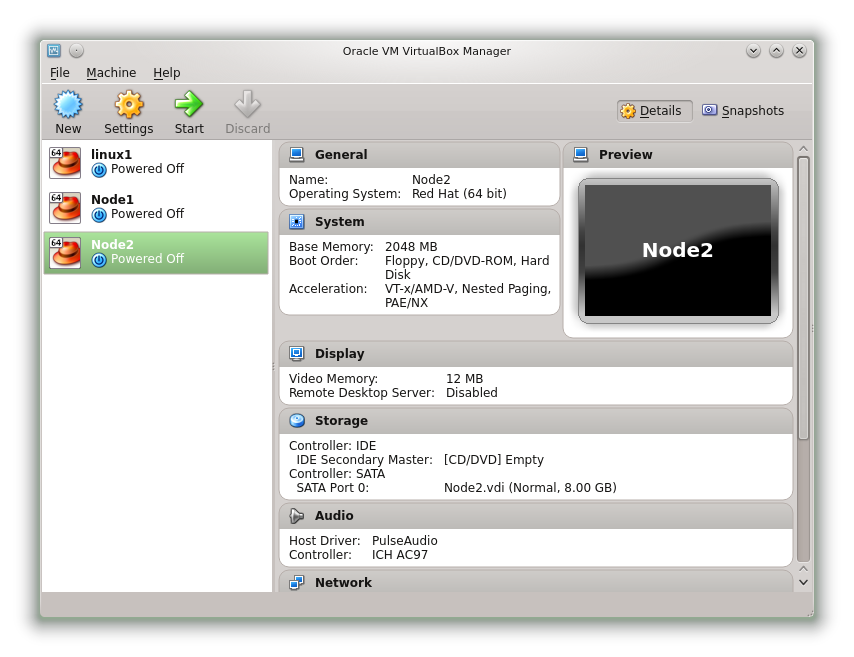 Oracle VM VirtualBox Manager
File Machine Help
New Settings Start Discard Details Snapshots
64 linux1
Powered Off
64 Node1
Powered Off
64 Node2
Powered Off
General
Name: Node2
Operating System: Red Hat (64 bit)
System
Base Memory: 2048 MB
Boot Order: Floppy, CD/DVD-ROM, Hard
Disk
Acceleration: VT-x/AMD-V, Nested Paging,
PAE/NX
Preview
Node2
Display
Video Memory: 12 MB
Remote Desktop Server: Disabled
Storage
Controller: IDE
IDE Secondary Master: [CD/DVD] Empty
Controller: SATA
SATA Port 0: Node2.vdi (Normal, 8.00 GB)
Audio
Host Driver: PulseAudio
Controller: ICH AC97
Network